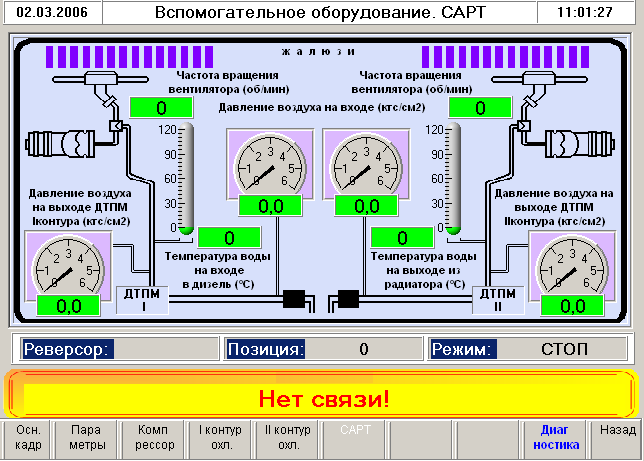 02.03.2006
Вспомогательное оборудование. САРТ
11:01:27
жалюзи
Частота вращения
вентилятора (об/мин)
0
Частота вращения
вентилятора (об/мин)
0
Давление воздуха на входе (кгс/см2)
120
90
60
30
0
120
90
60
30
0
0 1 2 3 4 5 6
0,0
0 1 2 3 4 5 6
0,0
Давление воздуха
на выходе ДТПМ
Iконтура (кгс/см2)
0 1 2 3 4 5 6
0,0
Давление воздуха на
выходе ДТПМ
IIконтура (кгс/см2)
0 1 2 3 4 5 6
0,0
0
Температура воды
на входе
в дизель (°С)
0
Температура воды
на выходе из
радиатора (°С)
ДТПМ
I
ДТПМ
II
Реверсор:
Позиция: 0
Режим: СТОП
Нет связи!
Осн.
кадр
Пара
метры
Комп
рессор
I контур
охл.
II контур
охл.
САРТ
Диаг
ностика
Назад